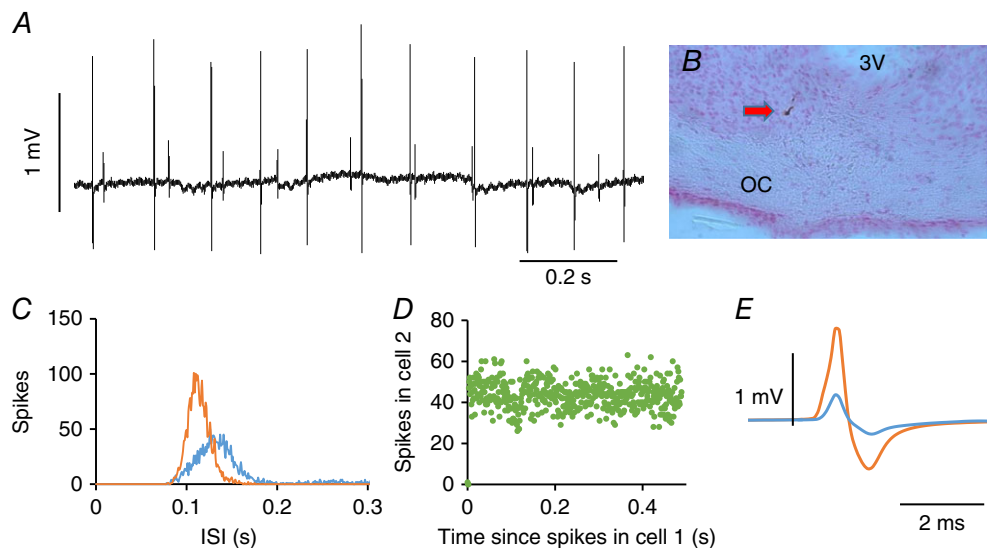 A
1 mV
0.2 s
B
3V
OC
C
Spikes
150
100
50
0
0
0.1
0.2
0.3
ISI (s)
D
Spikes in cell 2
80
60
40
20
0
0
0.2
0.4
Time since spikes in cell 1 (s)
E
1 mV
2 ms